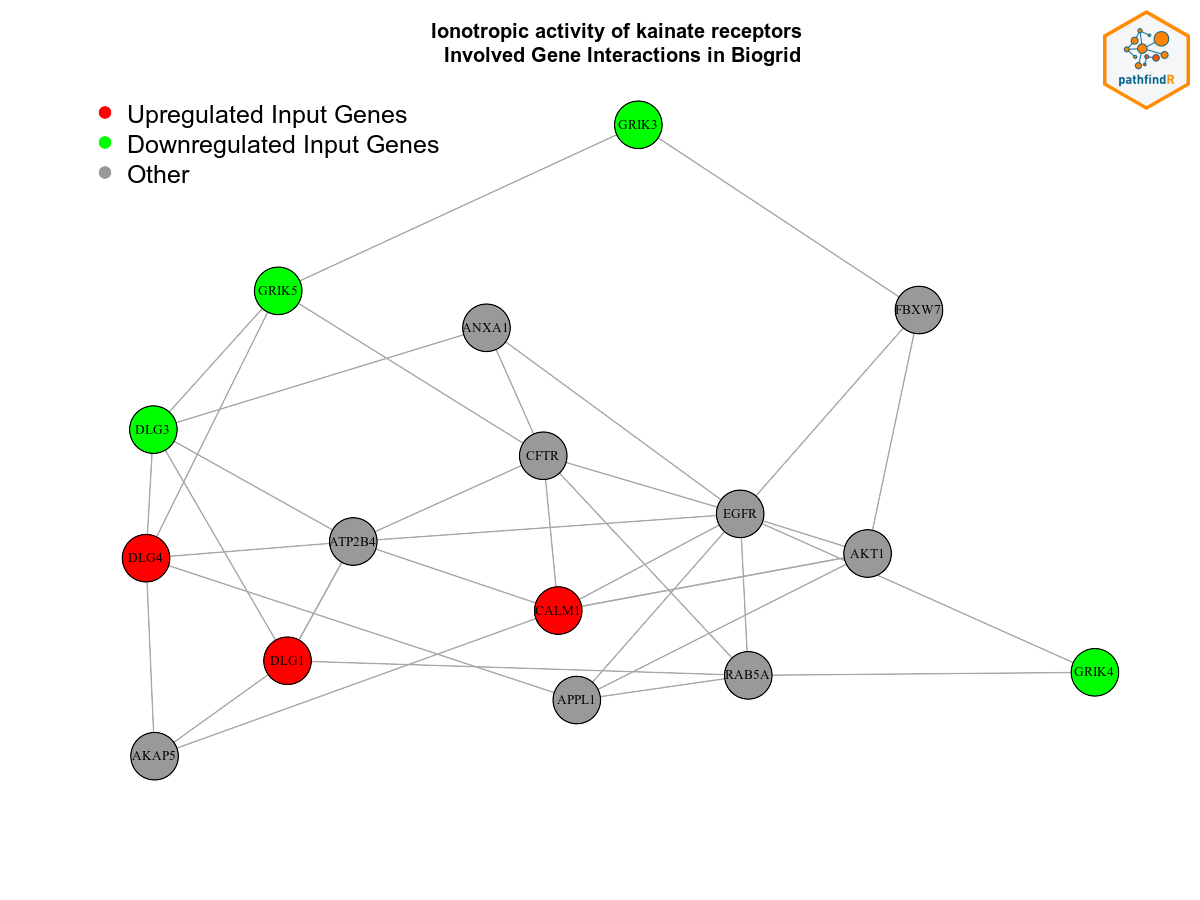 Ionotropic activity of kainate receptors
Involved Gene Interactions in Biogrid
pathfindR
Upregulated Input Genes
Downregulated Input Genes
Other
GRIK3
GRIK5
ANXA1
FBXW7
DLG3
CFTR
EGFR
ATP2B4
AKT1
DLG4
CALM1
DLG1
RAB5A
GRIK4
APPL1
AKAP5